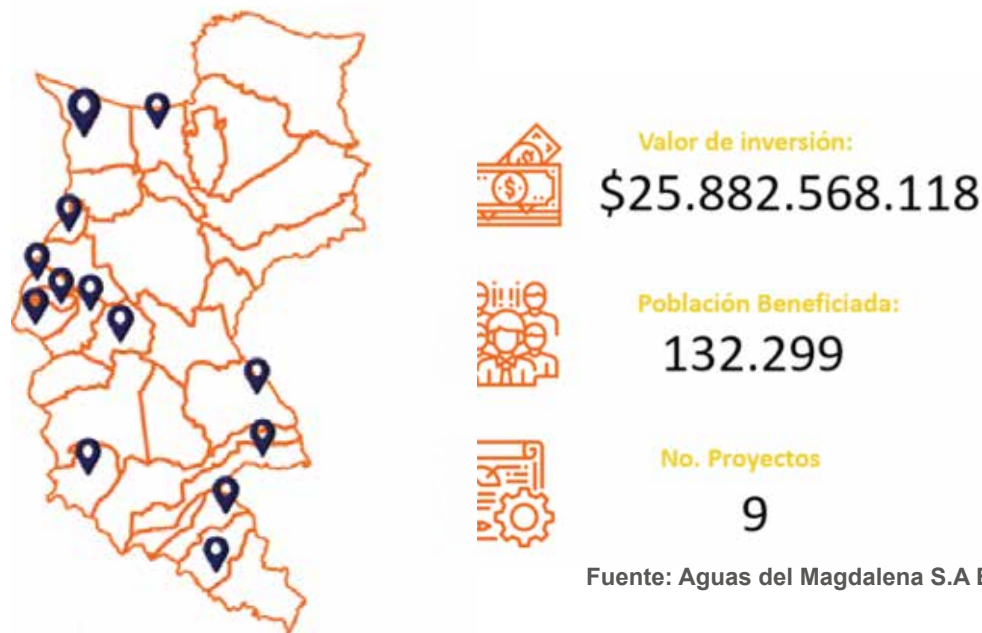 Valor de inversión:
$25.882.568.118
Población Beneficiada:
132.299
No. Proyectos
9
Fuente: Aguas del Magdalena S.A